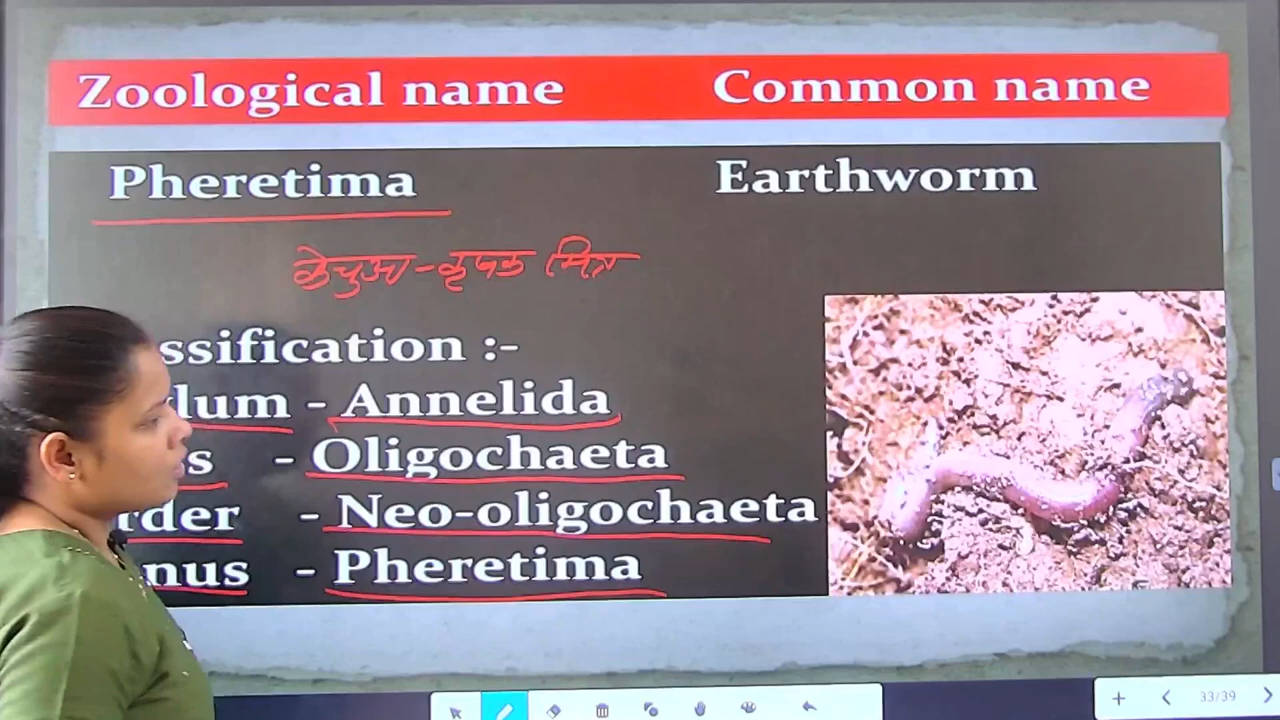 Zoological name Common name
Pheretima Earthworm
केचुआ - कृषक मित्र
ssification :-
lum - Annelida
s - Oligochaeta
rder - Neo-oligochaeta
nus - Pheretima
33/39